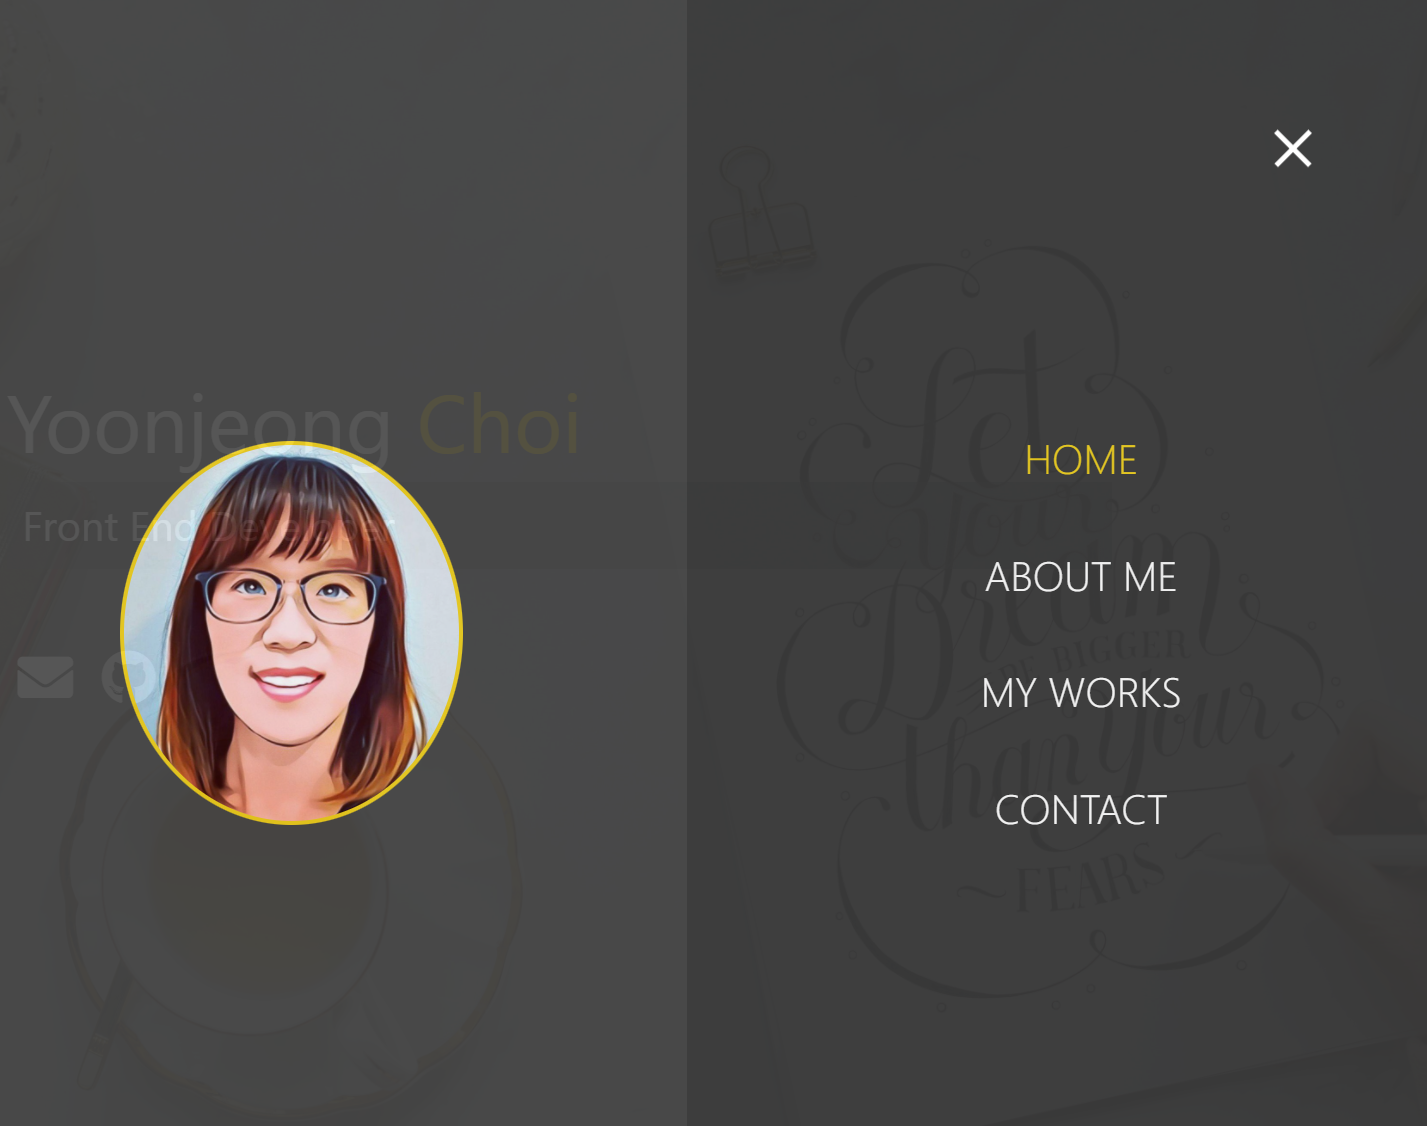 Yoonjeong Choi
Front End Developer
HOME
ABOUT ME
MY WORKS
CONTACT
Let
Your
Dream
BE BIGGER
than Your
FEARS